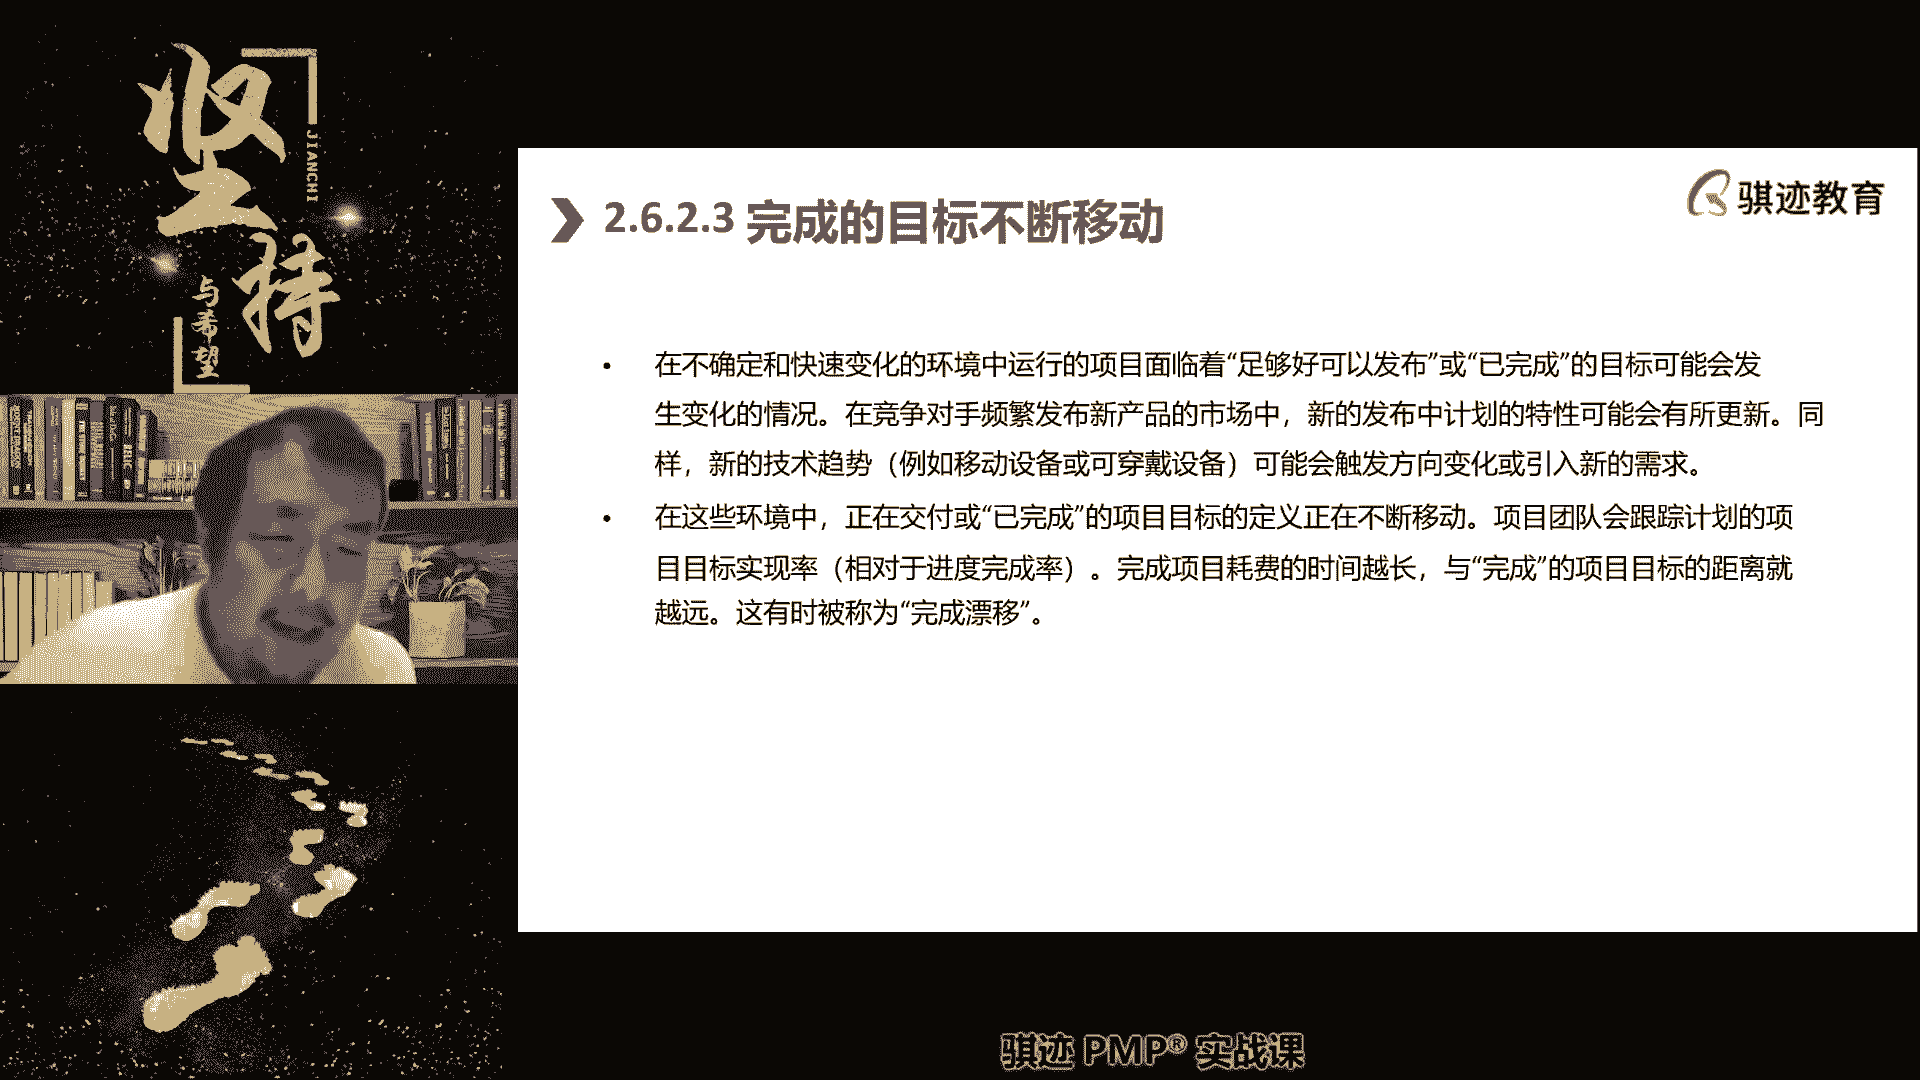 坚持
JIANCHI
与希望
骐迹教育
2.6.2.3 完成的目标不断移动
• 在不确定和快速变化的环境中运行的项目面临着“足够好可以发布”或“已完成”的目标可能会发
生变化的情况。在竞争对手频繁发布新产品的市场中，新的发布中计划的特性可能会有所更新。同
样，新的技术趋势（例如移动设备或可穿戴设备）可能会触发方向变化或引入新的需求。
• 在这些环境中，正在交付或“已完成”的项目目标的定义正在不断移动。项目团队会跟踪计划的项
目目标实现率（相对于进度完成率）。完成项目耗费的时间越长，与“完成”的项目目标的距离就
越远。这有时被称为“完成漂移”。
骐迹 PMP® 实战课